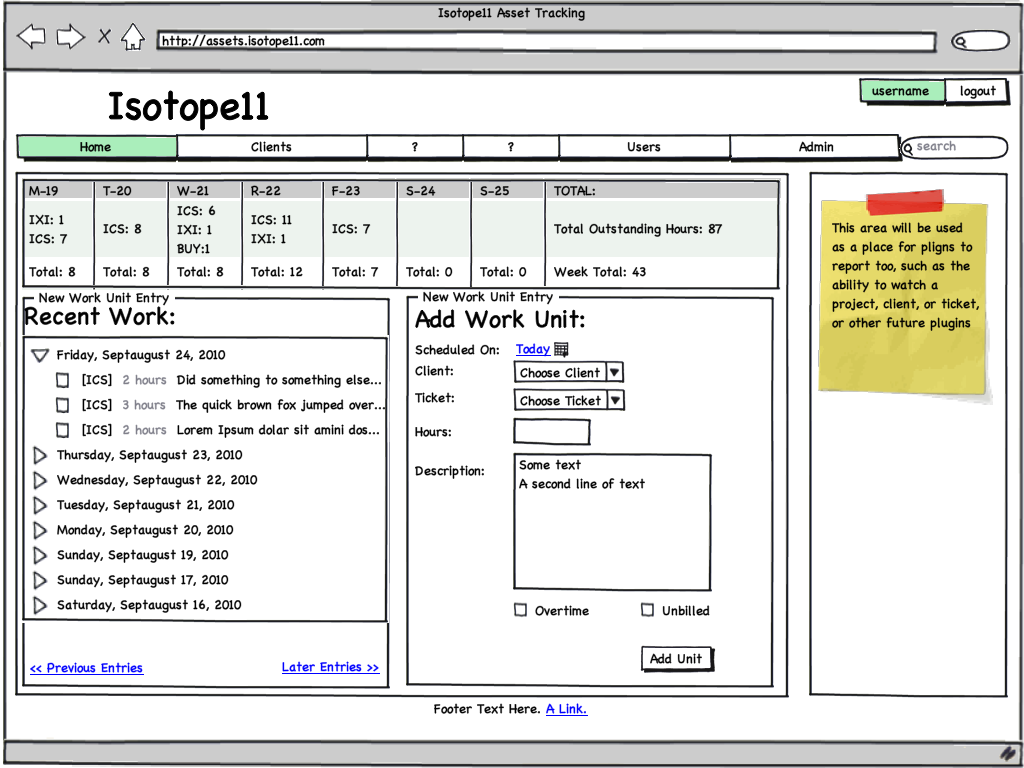 Isotope11 Asset Tracking
http://assets.isotope11.com
username logout
Isotope11
Home Clients ? ? Users Admin search
M-19 T-20 W-21 R-22 F-23 S-24 S-25 TOTAL:
IXI: 1
ICS: 7
ICS: 8
ICS: 6
IXI: 1
BUY:1
ICS: 11
IXI: 1
ICS: 7
Total Outstanding Hours: 87
Total: 8 Total: 8 Total: 8 Total: 12 Total: 7 Total: 0 Total: 0 Week Total: 43
New Work Unit Entry
Recent Work:
Friday, Septaugust 24, 2010
[ICS] 2 hours Did something to something else...
[ICS] 3 hours The quick brown fox jumped over...
[ICS] 2 hours Lorem Ipsum dolar sit amini dos...
Thursday, Septaugust 23, 2010
Wednesday, Septaugust 22, 2010
Tuesday, Septaugust 21, 2010
Monday, Septaugust 20, 2010
Sunday, Septaugust 19, 2010
Sunday, Septaugust 17, 2010
Saturday, Septaugust 16, 2010
<< Previous Entries Later Entries >>
New Work Unit Entry
Add Work Unit:
Scheduled On: Today
Client: Choose Client
Ticket: Choose Ticket
Hours:
Description:
Some text
A second line of text
Overtime Unbilled
Add Unit
This area will be used
as a place for pligns to
report too, such as the
ability to watch a
project, client, or ticket,
or other future plugins
Footer Text Here. A Link.